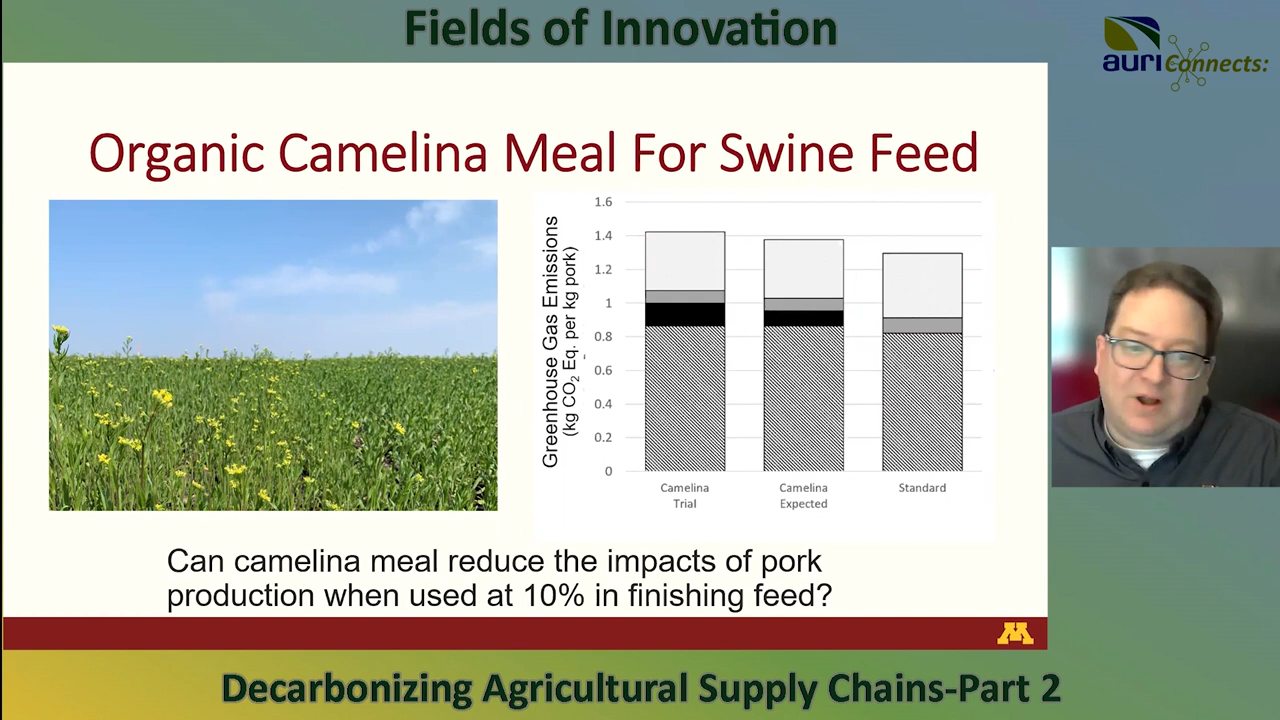 Fields of Innovation
auriConnects:
Organic Camelina Meal For Swine Feed
Greenhouse Gas Emissions
(kg CO2 Eq. per kg pork)
1.6
1.4
1.2
1
0.8
0.6
0.4
0.2
0
Camelina
Trial
Camelina
Expected
Standard
Can camelina meal reduce the impacts of pork
production when used at 10% in finishing feed?
M
Decarbonizing Agricultural Supply Chains-Part 2